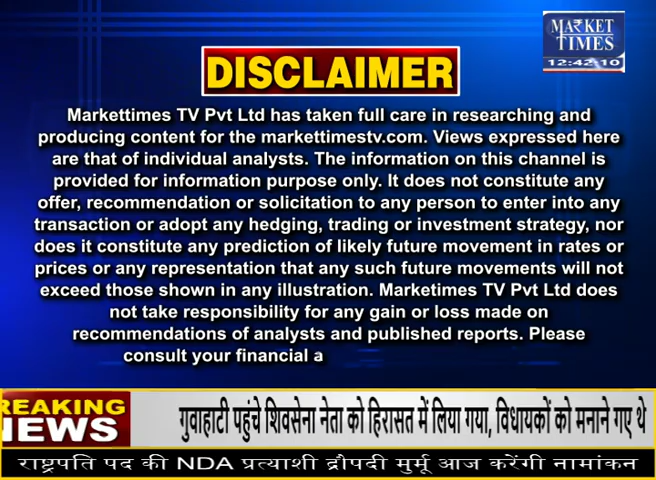 MARKET
TIMES
12:42:10
DISCLAIMER
Markettimes TV Pvt Ltd has taken full care in researching and
producing content for the markettimestv.com. Views expressed here
are that of individual analysts. The information on this channel is
provided for information purpose only. It does not constitute any
offer, recommendation or solicitation to any person to enter into any
transaction or adopt any hedging, trading or investment strategy, nor
does it constitute any prediction of likely future movement in rates or
prices or any representation that any such future movements will not
exceed those shown in any illustration. Marketimes TV Pvt Ltd does
not take responsibility for any gain or loss made on
recommendations of analysts and published reports. Please
consult your financial a
REAKING
NEWS
गुवाहाटी पहुंचे शिवसेना नेता को हिरासत में लिया गया, विधायकों को मनाने गए थे
राष्ट्रपति पद की NDA प्रत्याशी द्रौपदी मुर्मू आज करेंगी नामांकन